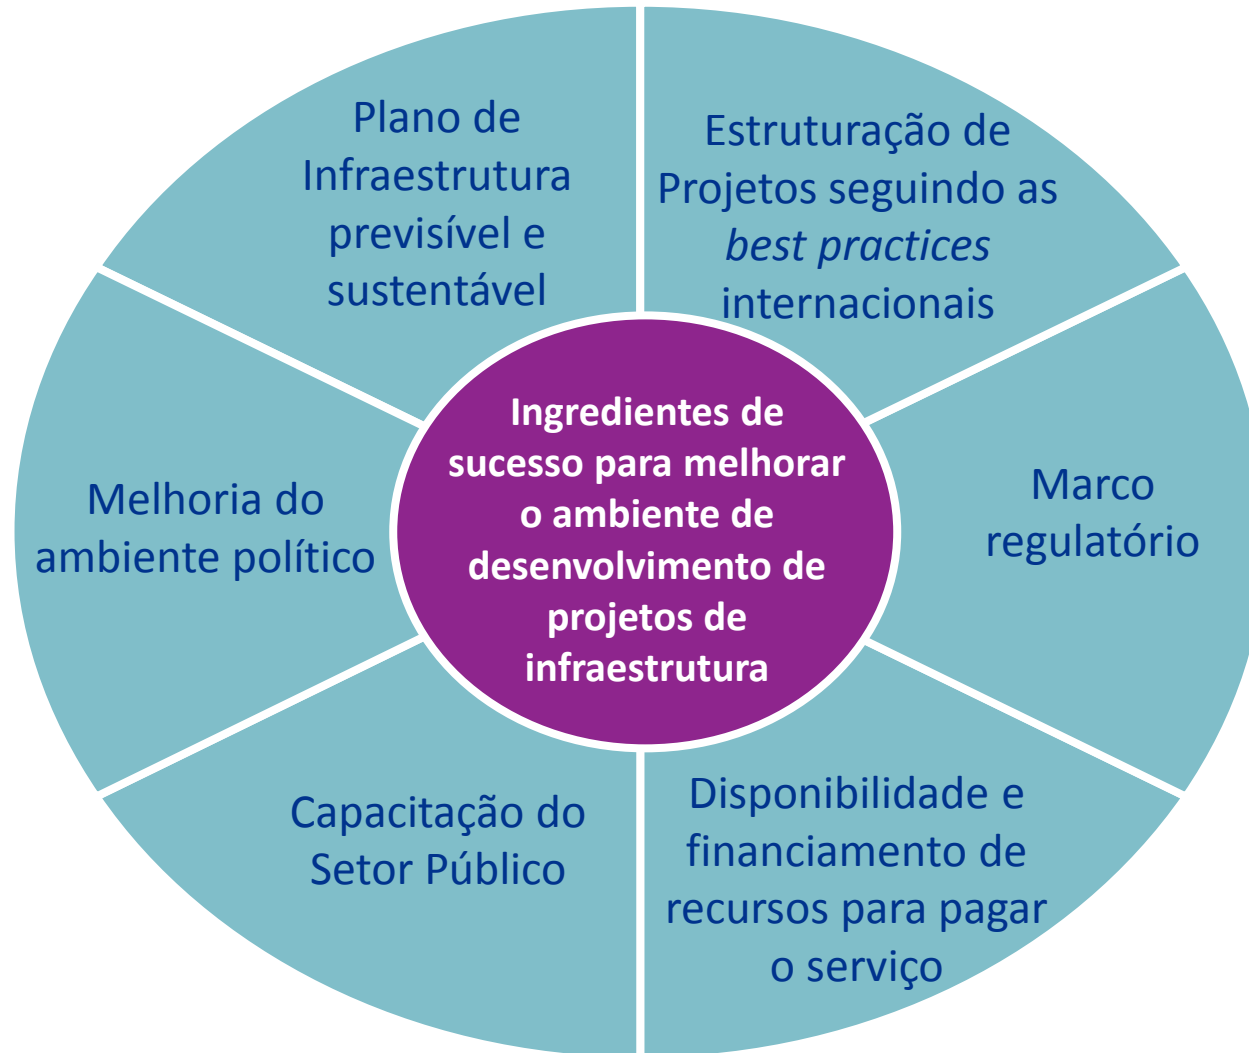 Plano de
Infraestrutura
previsível e
sustentável
Estruturação de
Projetos seguindo as
best practices
internacionais
Marco
regulatório
Disponibilidade e
financiamento de
recursos para pagar
o serviço
Capacitação do
Setor Público
Melhoria do
ambiente político
Ingredientes de
sucesso para melhorar
o ambiente de
desenvolvimento de
projetos de
infraestrutura